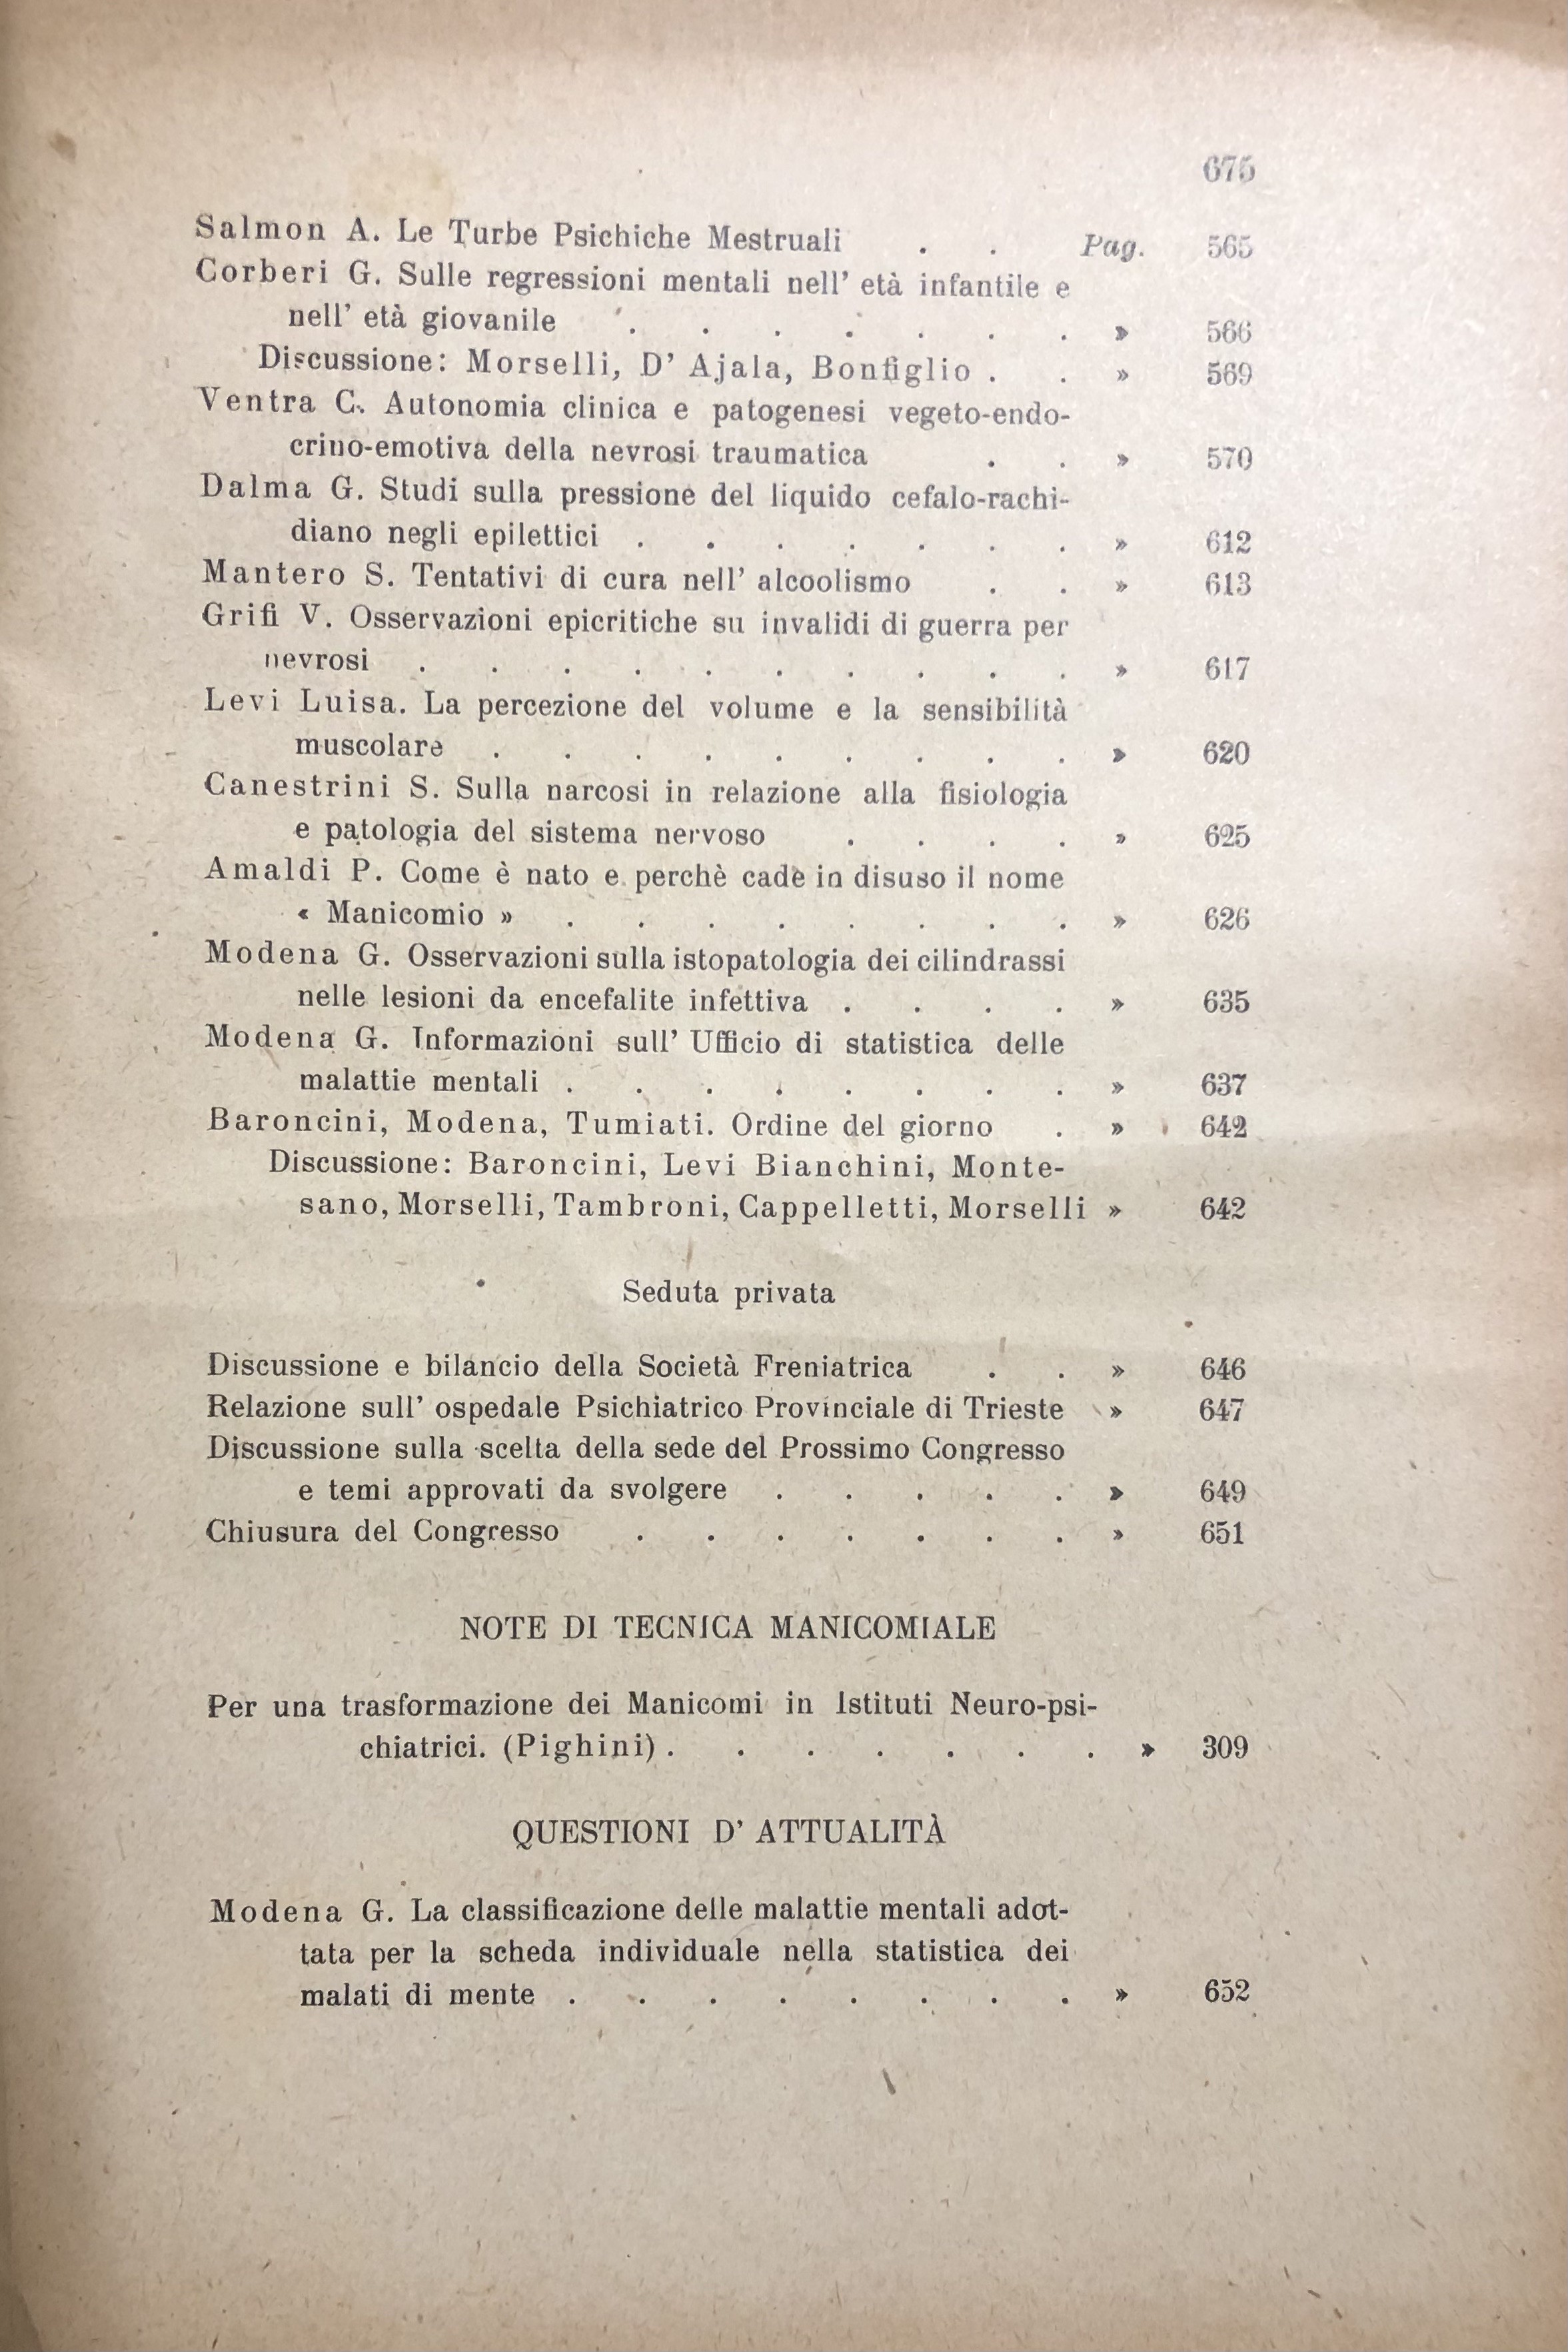 675
Salmon A. Le Turbe Psichiche Mestruali . . Pag. 565
Corberi G. Sulle regressioni mentali nell' età infantile e
nell' età giovanile . . . . . . . » 566
Discussione: Morselli, D' Ajala, Bonfiglio . . » 569
Ventra C. Autonomia clinica e patogenesi vegeto-endo-
crino-emotiva della nevrosi traumatica . . » 570
Dalma G. Studi sulla pressione del liquido cefalo-rachi-
diano negli epilettici . . . . . . . » 612
Mantero S. Tentativi di cura nell' alcoolismo . . » 613
Grifi V. Osservazioni epicritiche su invalidi di guerra per
nevrosi . . . . . . . . . . » 617
Levi Luisa. La percezione del volume e la sensibilità
muscolare . . . . . . . . . » 620
Canestrini S. Sulla narcosi in relazione alla fisiologia
e patologia del sistema nervoso . . . . » 625
Amaldi P. Come è nato e perchè cade in disuso il nome
« Manicomio » . . . . . . . . » 626
Modena G. Osservazioni sulla istopatologia dei cilindrassi
nelle lesioni da encefalite infettiva . . . . » 635
Modena G. Informazioni sull' Ufficio di statistica delle
malattie mentali . . . . . . . . » 637
Baroncini, Modena, Tumiati. Ordine del giorno . » 642
Discussione: Baroncini, Levi Bianchini, Monte-
sano, Morselli, Tambroni, Cappelletti, Morselli » 642
Seduta privata
Discussione e bilancio della Società Freniatrica . . » 646
Relazione sull' ospedale Psichiatrico Provinciale di Trieste » 647
Discussione sulla scelta della sede del Prossimo Congresso
e temi approvati da svolgere . . . . . » 649
Chiusura del Congresso . . . . . . . » 651
NOTE DI TECNICA MANICOMIALE
Per una trasformazione dei Manicomi in Istituti Neuro-psi-
chiatrici. (Pighini) . . . . . . . » 309
QUESTIONI D' ATTUALITÀ
Modena G. La classificazione delle malattie mentali adot-
tata per la scheda individuale nella statistica dei
malati di mente . . . . . . . . » 652